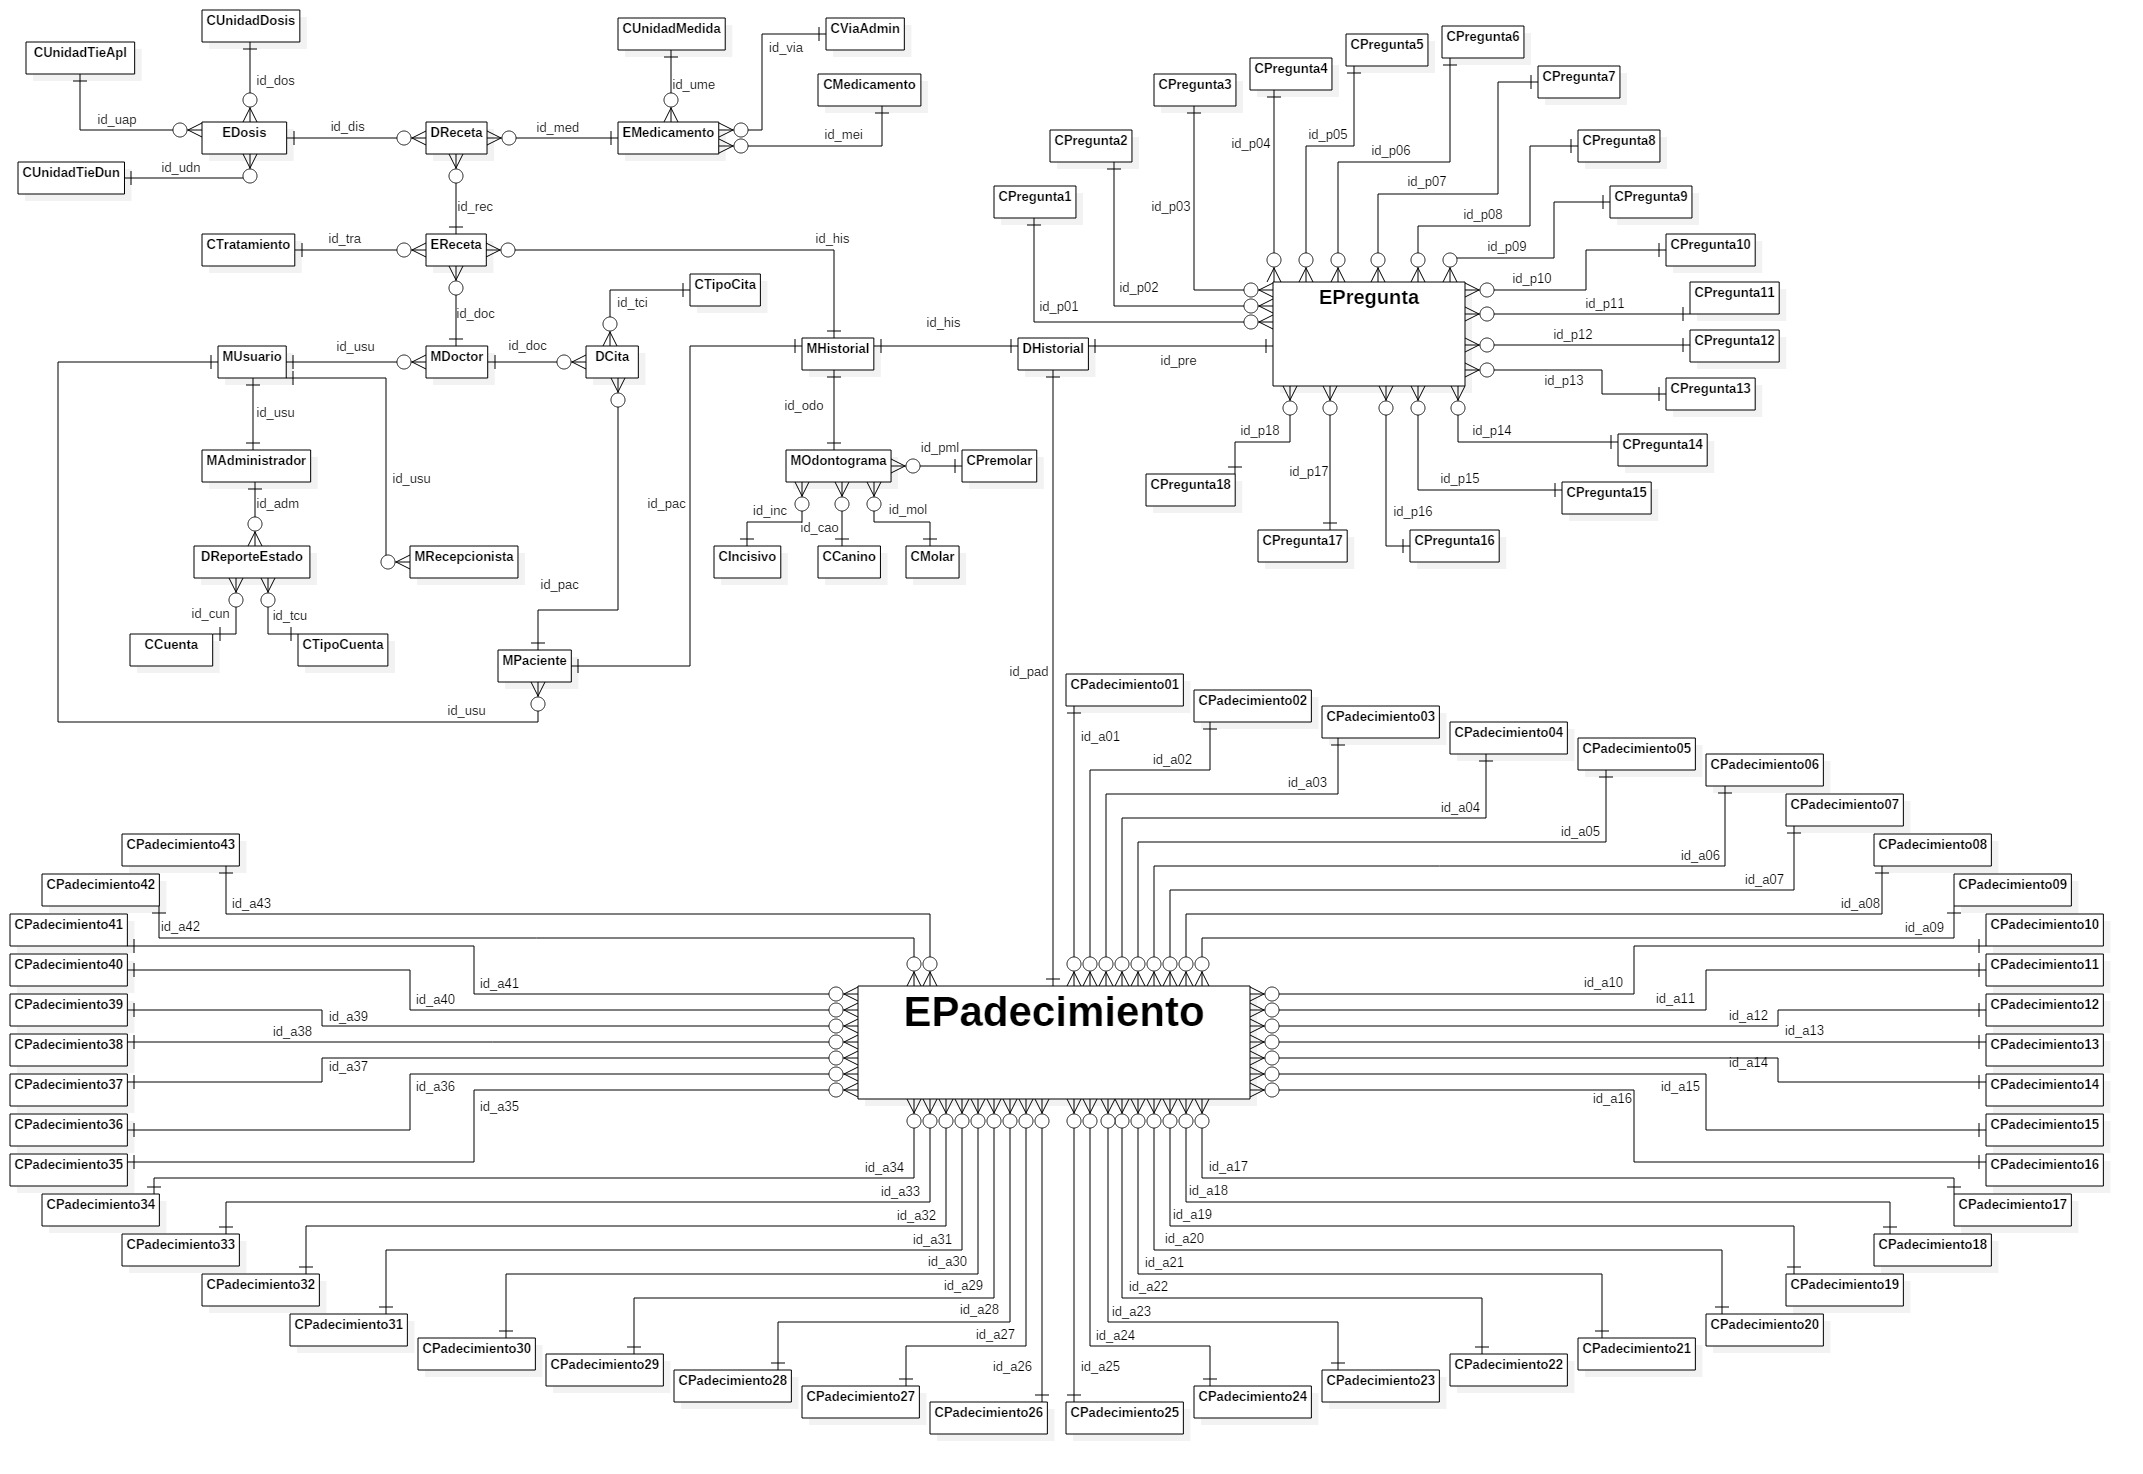 CUnidadDosis
CUnidadTieApl
CUnidadMedida
CViaAdmin
id_via
id_dos
id_ume
CMedicamento
id_uap
EDosis
id_dis
DReceta
id_med
EMedicamento
id_mei
CUnidadTieDun
id_udn
id_rec
CTratamiento
id_tra
EReceta
id_his
CTipoCita
id_tci
id_doc
MUsuario
id_usu
MDoctor
id_doc
DCita
MHistorial
id_his
DHistorial
id_pre
id_usu
id_odo
MAdministrador
id_usu
id_adm
id_pac
MOdontograma
id_pml
CPremolar
id_inc
id_cao
id_mol
DReporteEstado
MRecepcionista
CIncisivo
CCanino
CMolar
id_cun
id_tcu
id_pac
CCuenta
CTipoCuenta
MPaciente
id_usu
id_pad
CPregunta6
CPregunta5
CPregunta4
CPregunta7
CPregunta3
CPregunta2
CPregunta8
CPregunta1
CPregunta9
id_p04
id_p05
id_p06
id_p07
id_p03
id_p08
id_p09
CPregunta10
id_p02
id_p10
id_p01
EPregunta
id_p11
CPregunta11
id_p12
CPregunta12
id_p13
CPregunta13
id_p18
id_p14
CPregunta14
id_p17
id_p15
CPregunta18
CPregunta15
id_p16
CPregunta17
CPregunta16
CPadecimiento01
CPadecimiento02
CPadecimiento03
CPadecimiento04
CPadecimiento05
CPadecimiento06
CPadecimiento07
CPadecimiento08
CPadecimiento09
CPadecimiento10
CPadecimiento11
CPadecimiento12
CPadecimiento13
CPadecimiento14
CPadecimiento15
CPadecimiento16
CPadecimiento17
CPadecimiento18
CPadecimiento19
CPadecimiento20
CPadecimiento21
CPadecimiento22
CPadecimiento23
CPadecimiento24
CPadecimiento25
CPadecimiento26
CPadecimiento27
CPadecimiento28
CPadecimiento29
CPadecimiento30
CPadecimiento31
CPadecimiento32
CPadecimiento33
CPadecimiento34
CPadecimiento35
CPadecimiento36
CPadecimiento37
CPadecimiento38
CPadecimiento39
CPadecimiento40
CPadecimiento41
CPadecimiento42
CPadecimiento43
EPadecimiento
id_a01
id_a02
id_a03
id_a04
id_a05
id_a06
id_a07
id_a08
id_a09
id_a10
id_a11
id_a12
id_a13
id_a14
id_a15
id_a16
id_a17
id_a18
id_a19
id_a20
id_a21
id_a22
id_a23
id_a24
id_a25
id_a26
id_a27
id_a28
id_a29
id_a30
id_a31
id_a32
id_a33
id_a34
id_a35
id_a36
id_a37
id_a38
id_a39
id_a40
id_a41
id_a42
id_a43